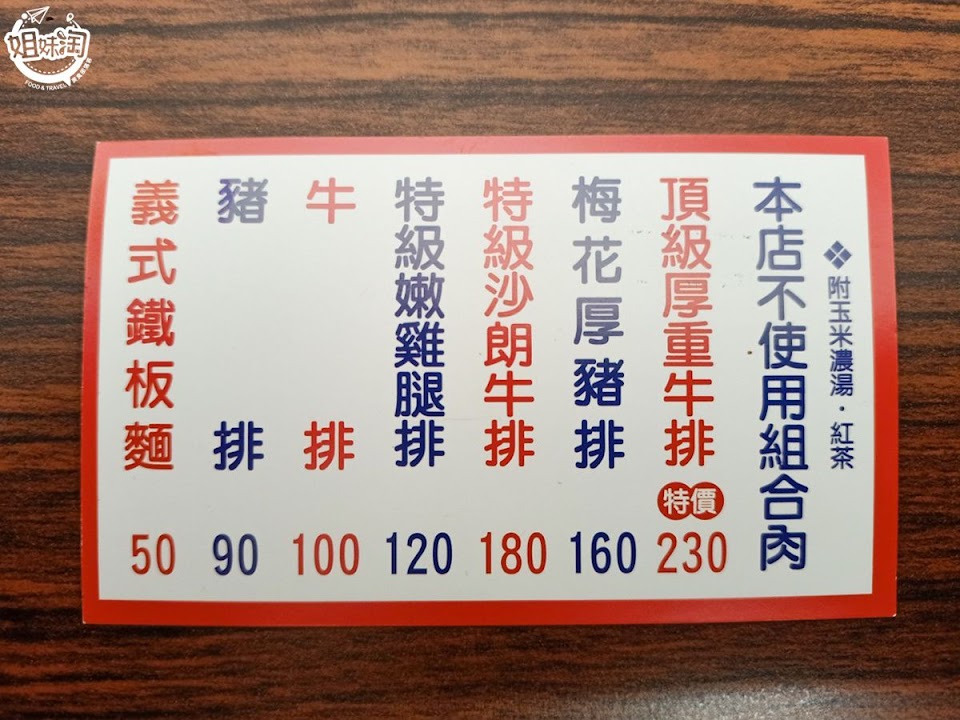 姐妹淘
FOOD & TRAVEL
❖附玉米濃湯·紅茶
本店不使用組合肉
頂級厚重牛排 特價 230
梅花厚豬排 160
特級沙朗牛排 180
特級嫩雞腿排 120
牛排 100
豬排 90
義式鐵板麵 50